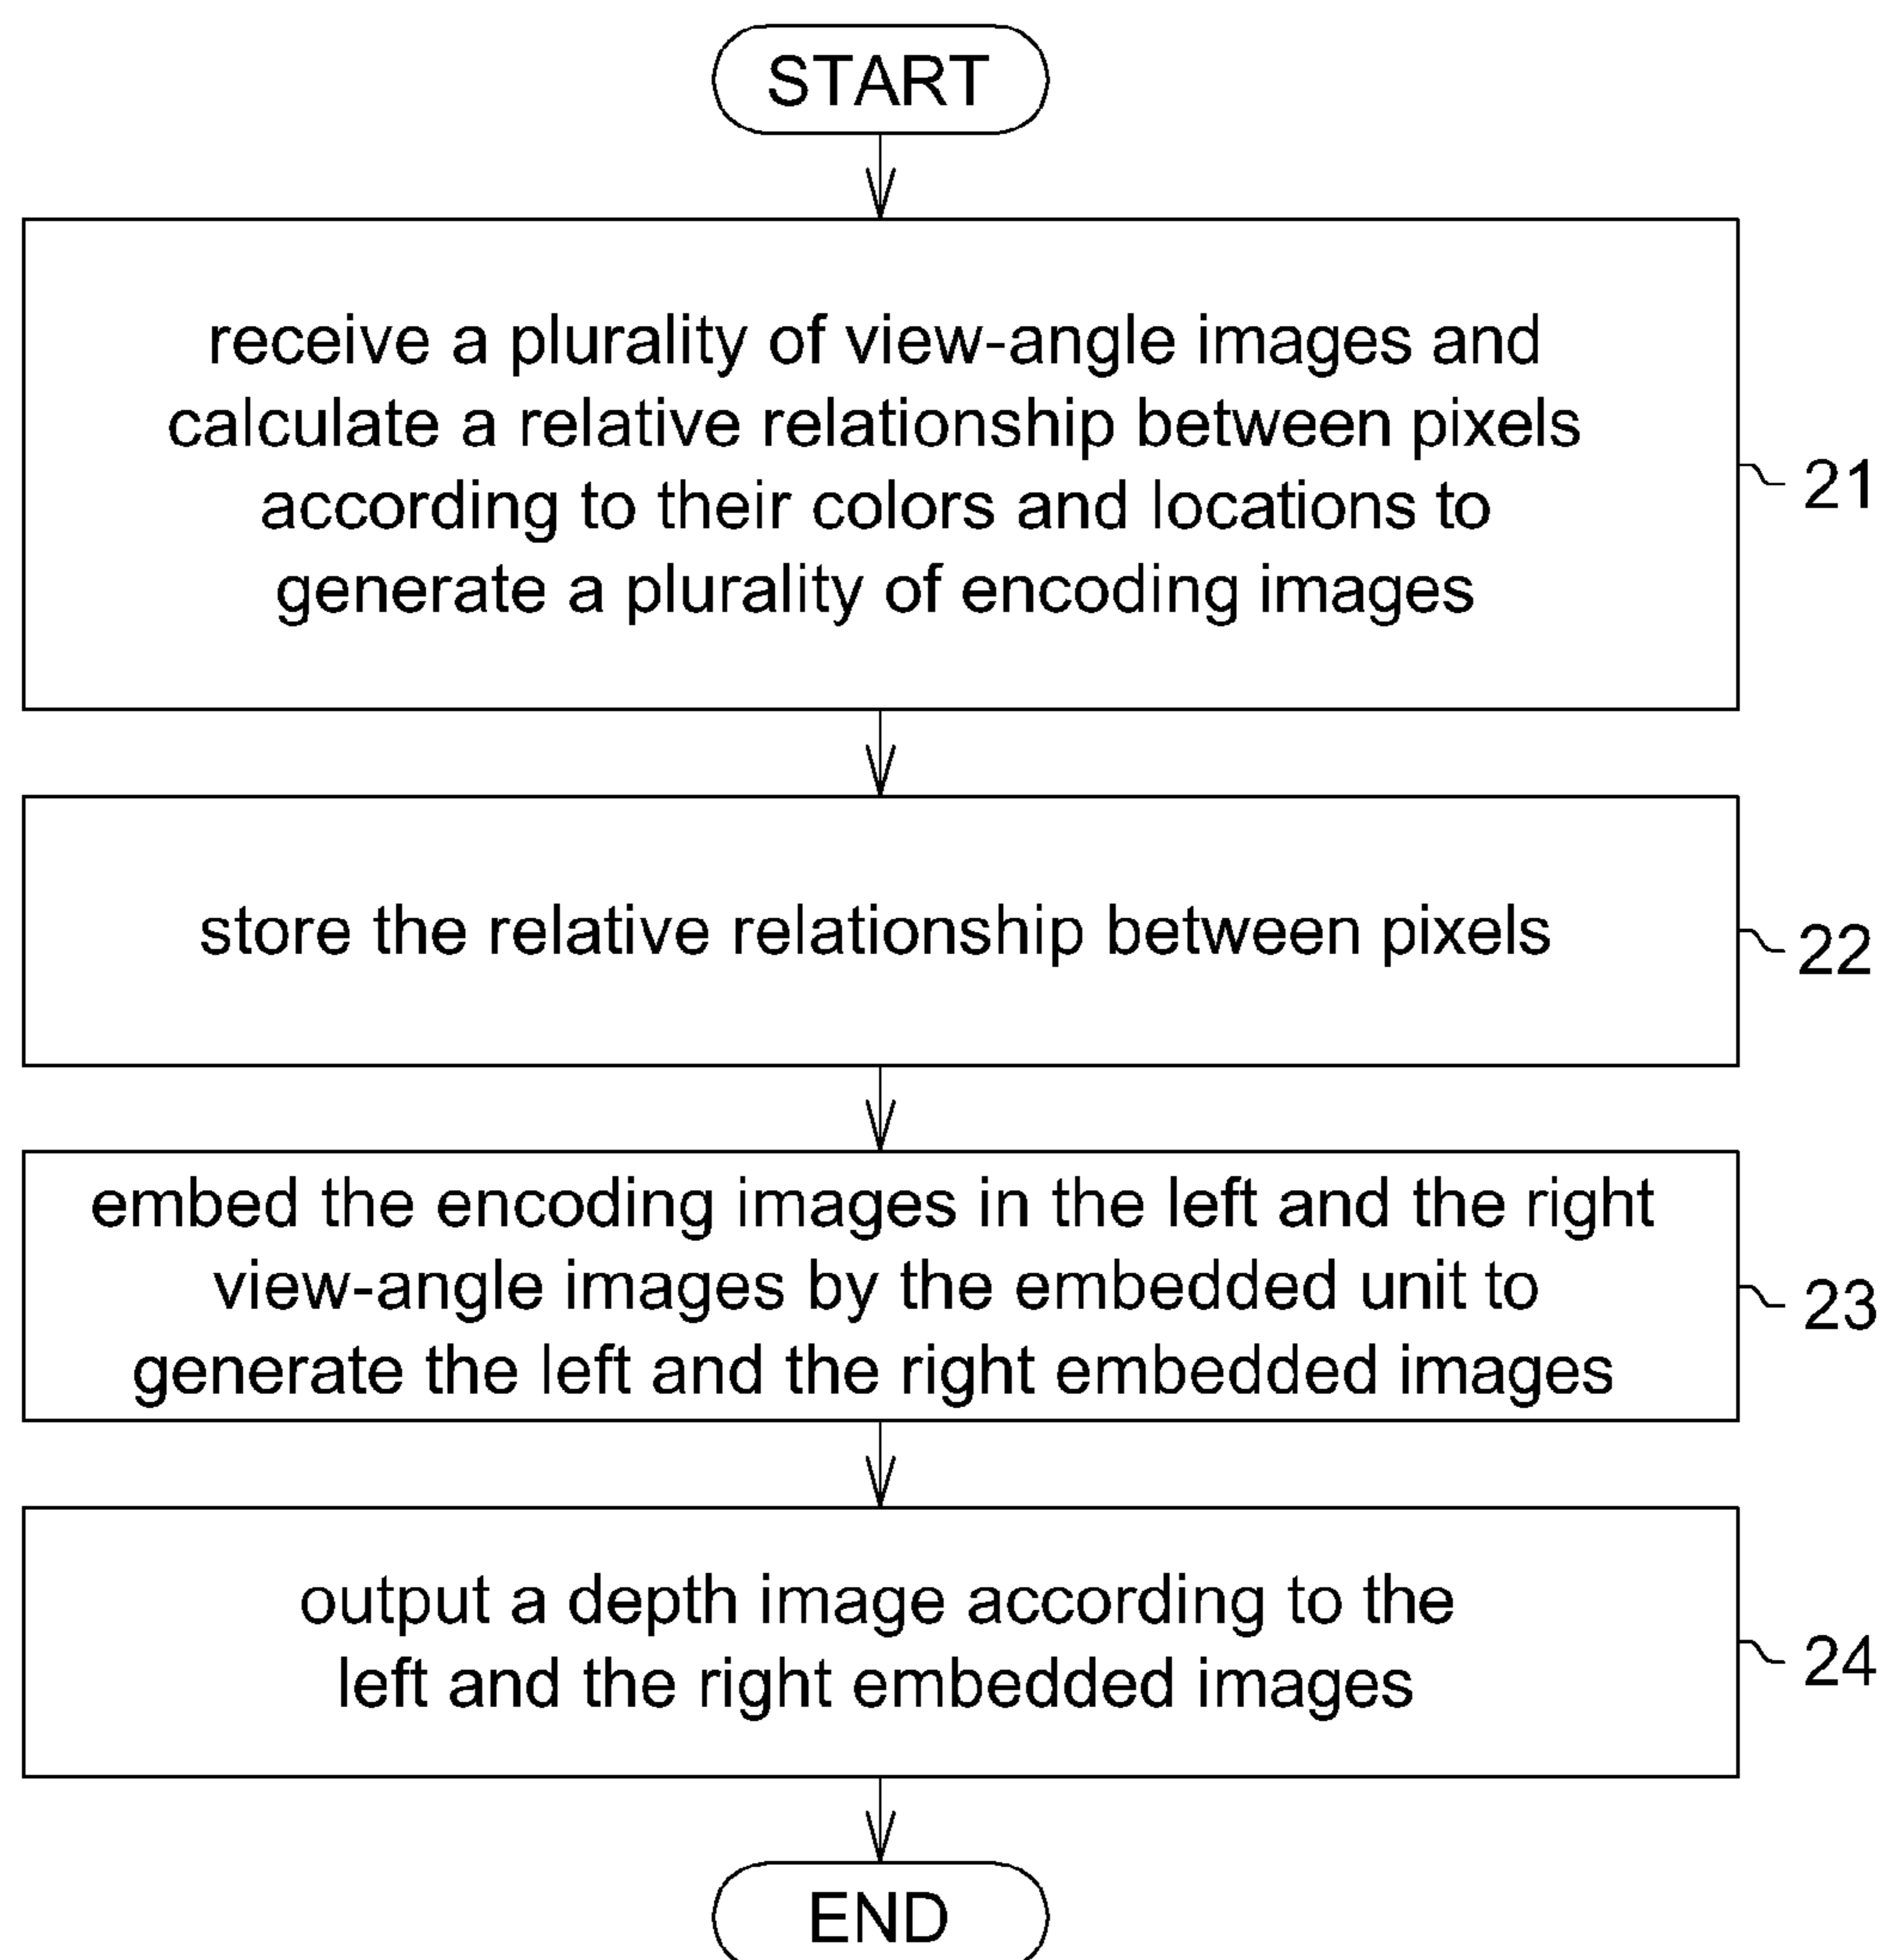 START
receive a plurality of view-angle images and
calculate a relative relationship between pixels
according to their colors and locations to
generate a plurality of encoding images
21
store the relative relationship between pixels
22
embed the encoding images in the left and the right
view-angle images by the embedded unit to
generate the left and the right embedded images
23
output a depth image according to the
left and the right embedded images
24
END